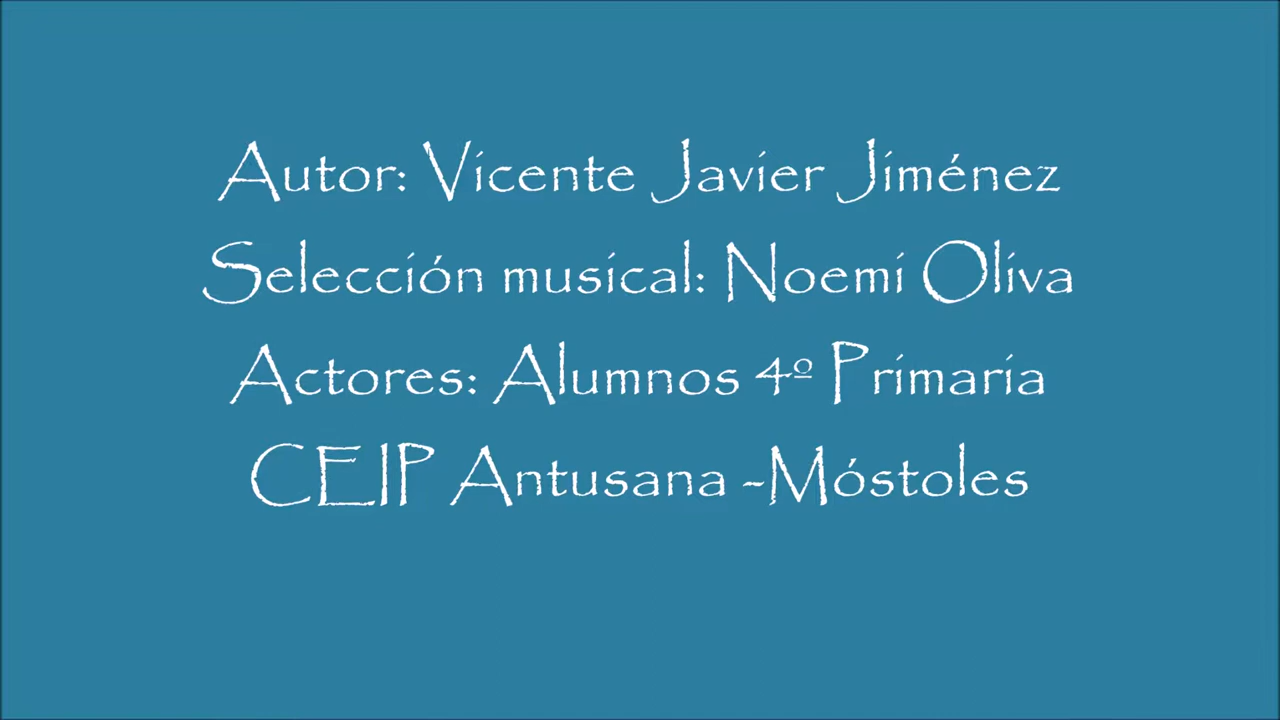 Autor: Vicente Javier Jiménez
Selección musical: Noemi Oliva
Actores: Alumnos 4º Primaria
CEIP Antusana -Móstoles